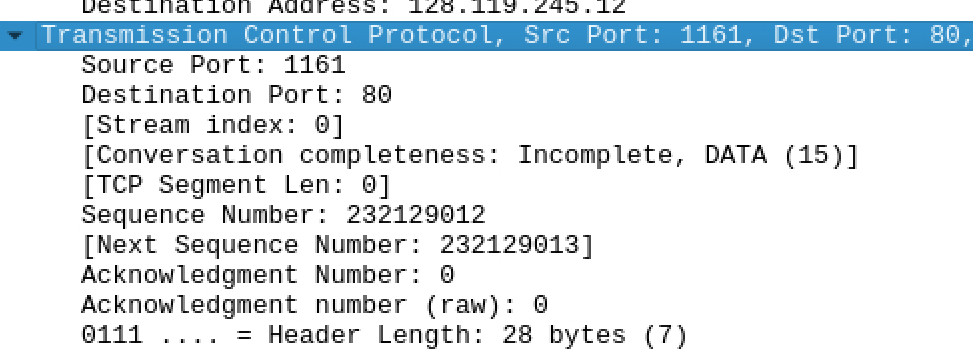 Destination Address: 128.119.245.12
Transmission Control Protocol, Src Port: 1161, Dst Port: 80,
Source Port: 1161
Destination Port: 80
[Stream index: 0]
[Conversation completeness: Incomplete, DATA (15)]
[TCP Segment Len: 0]
Sequence Number: 232129012
[Next Sequence Number: 232129013]
Acknowledgment Number: 0
Acknowledgment number (raw): 0
0111 .... = Header Length: 28 bytes (7)